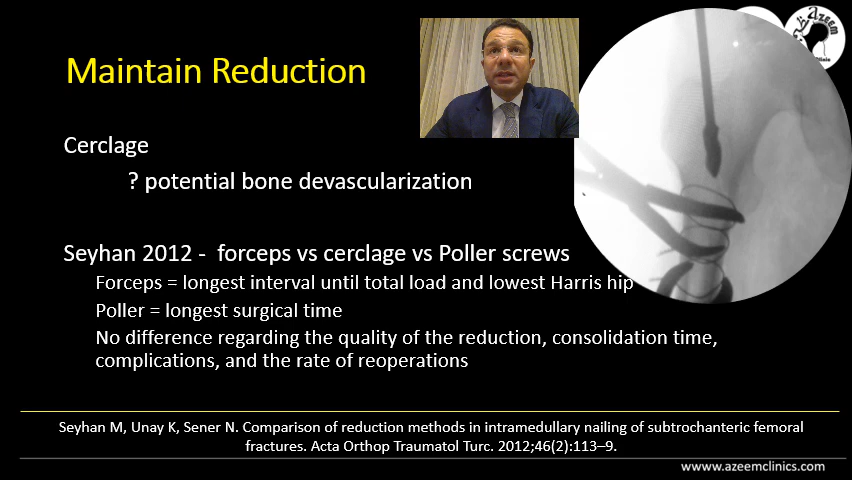 Azeem
Clinic
Maintain Reduction
Cerclage
? potential bone devascularization
Seyhan 2012 - forceps vs cerclage vs Poller screws
Forceps = longest interval until total load and lowest Harris hip
Poller = longest surgical time
No difference regarding the quality of the reduction, consolidation time,
complications, and the rate of reoperations
Seyhan M, Unay K, Sener N. Comparison of reduction methods in intramedullary nailing of subtrochanteric femoral
fractures. Acta Orthop Traumatol Turc. 2012;46(2):113–9.
www.azeemclinics.com